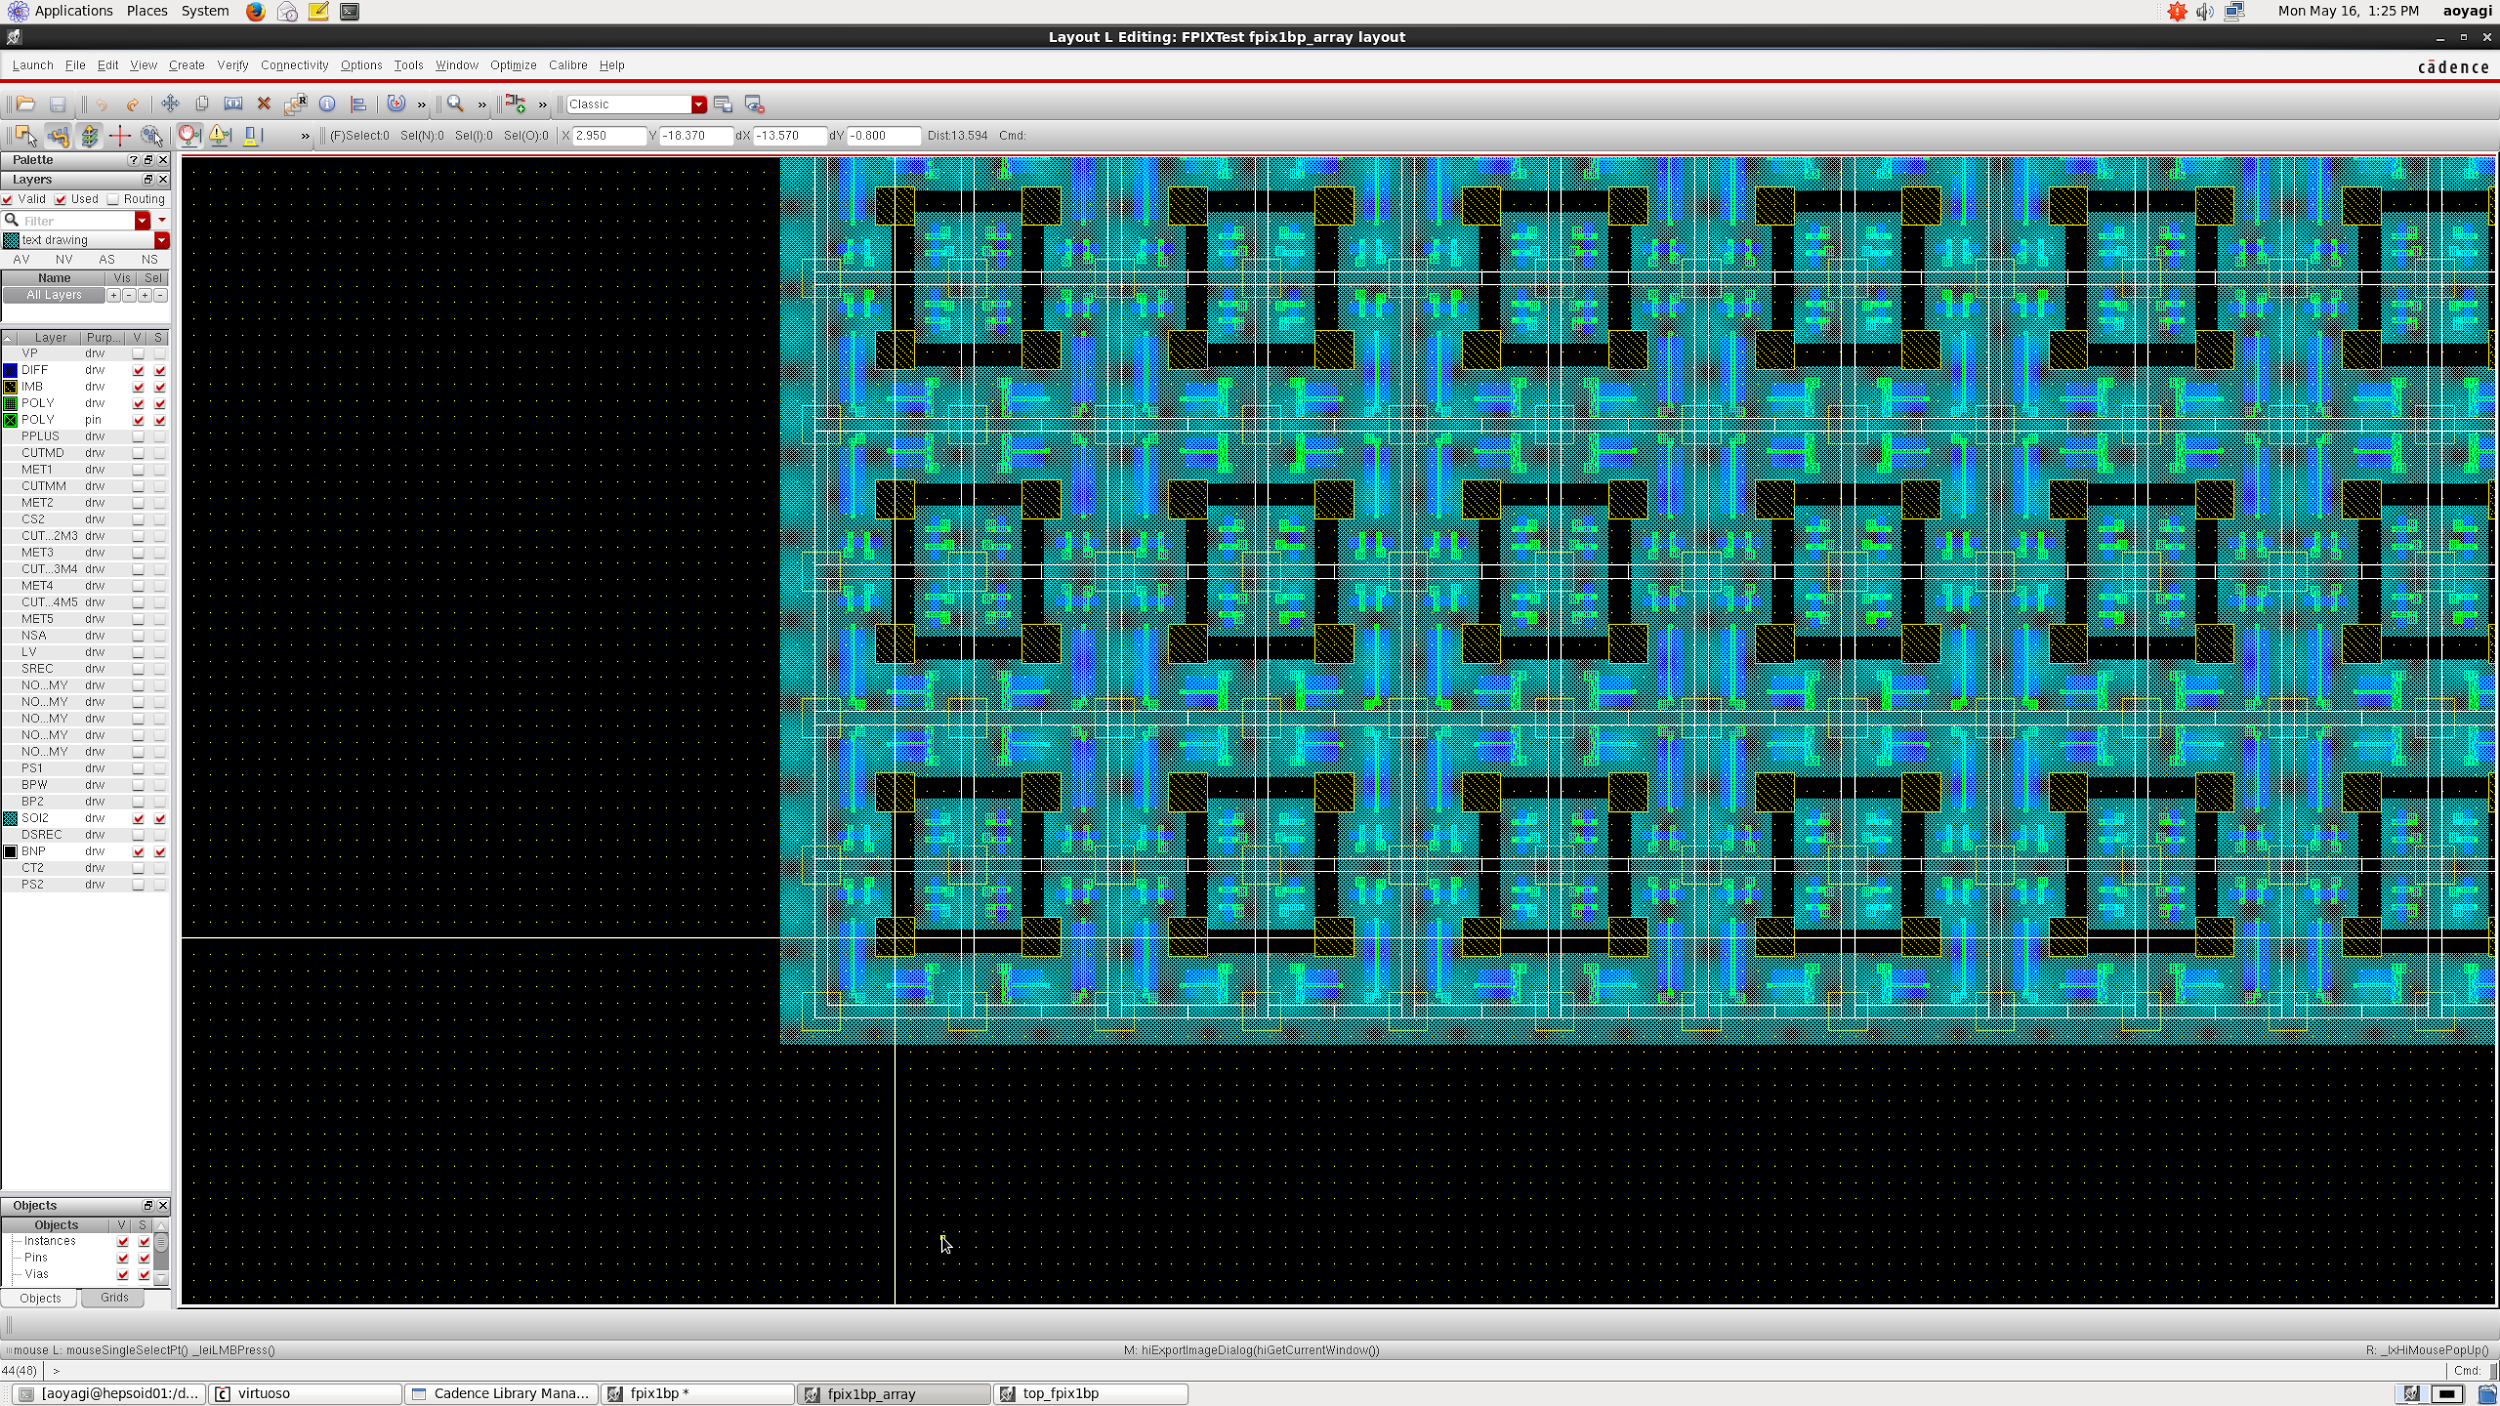 Applications Places System Mon May 16, 1:25 PM aoyagi
Layout L Editing: FPIXTest fpix1bp_array layout
Launch File Edit View Create Verify Connectivity Options Tools Window Optimize Calibre Help cādence
» » » Classic
» (F)Select:0 Sel(N):0 Sel(I):0 Sel(O):0 X 2.950 Y -18.370 dX -13.570 dY -0.800 Dist:13.594 Cmd:
Palette
Layers
Valid Used Routing
Filter
text drawing
AV NV AS NS
Name Vis Sel
All Layers + - + -
Layer Purp... V S
VP drw
DIFF drw
IMB drw
POLY drw
POLY pin
PPLUS drw
CUTMD drw
MET1 drw
CUTMM drw
MET2 drw
CS2 drw
CUT...2M3 drw
MET3 drw
CUT...3M4 drw
MET4 drw
CUT...4M5 drw
MET5 drw
NSA drw
LV drw
SREC drw
NO...MY drw
NO...MY drw
NO...MY drw
NO...MY drw
NO...MY drw
PS1 drw
BPW drw
BP2 drw
SOI2 drw
DSREC drw
BNP drw
CT2 drw
PS2 drw
Objects
Objects V S
Instances
Pins
Vias
Objects Grids
mouse L: mouseSingleSelectPt() _leiLMBPress() M: hiExportImageDialog(hiGetCurrentWindow()) R: _lxHiMousePopUp()
44(48) > Cmd:
[aoyagi@hepsoid01:/d... virtuoso Cadence Library Mana... fpix1bp * fpix1bp_array top_fpix1bp